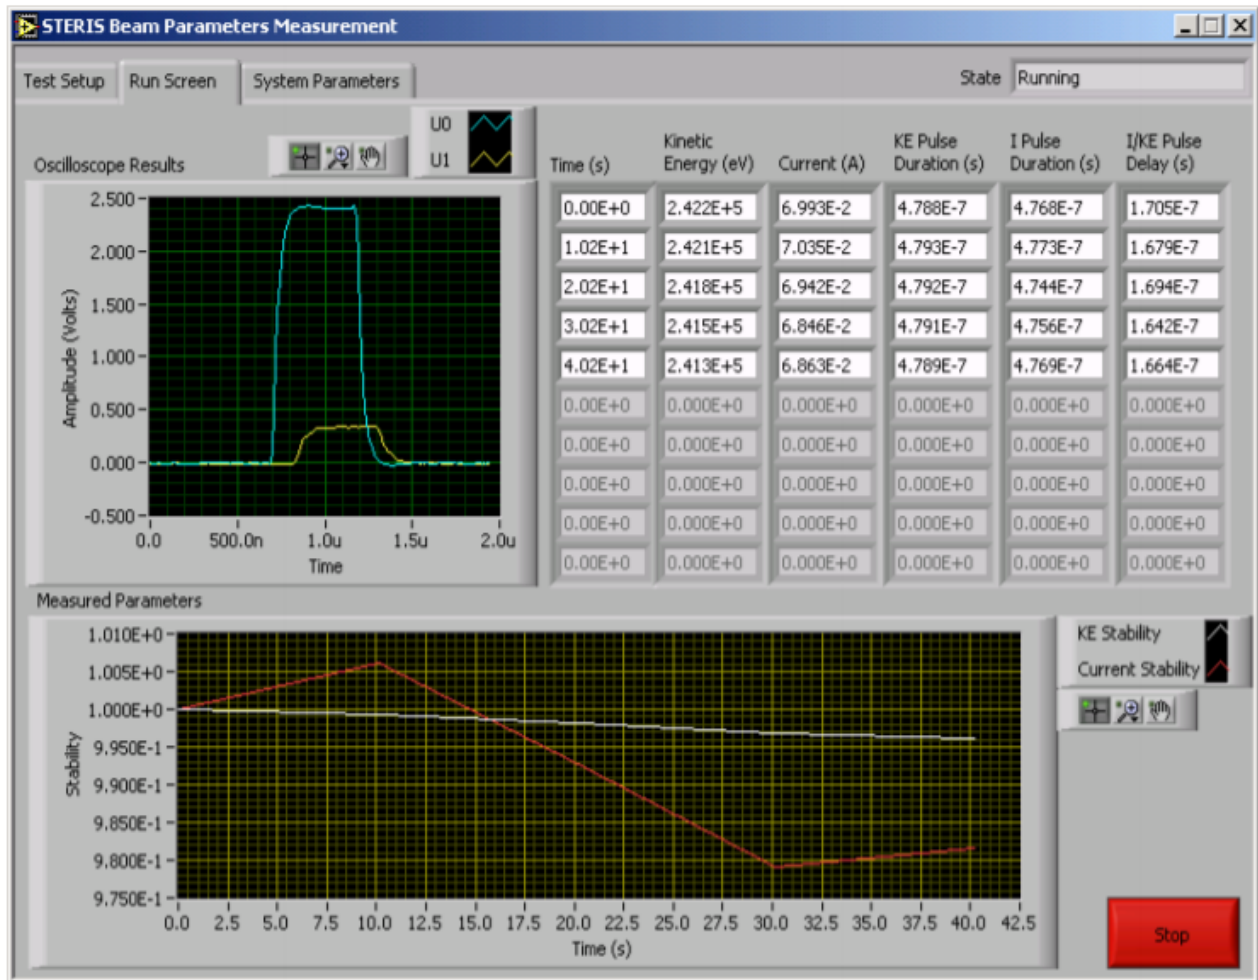 STERIS Beam Parameters Measurement
Test Setup Run Screen System Parameters State Running
U0
U1
Oscilloscope Results
2.500
2.000
1.500
1.000
0.500
0.000
-0.500
Amplitude (Volts)
0.0 500.0n 1.0u 1.5u 2.0u
Time
Time (s) Kinetic Energy (eV) Current (A) KE Pulse Duration (s) I Pulse Duration (s) I/KE Pulse Delay (s)
0.00E+0 2.422E+5 6.993E-2 4.788E-7 4.768E-7 1.705E-7
1.02E+1 2.421E+5 7.035E-2 4.793E-7 4.773E-7 1.679E-7
2.02E+1 2.418E+5 6.942E-2 4.792E-7 4.744E-7 1.694E-7
3.02E+1 2.415E+5 6.846E-2 4.791E-7 4.756E-7 1.642E-7
4.02E+1 2.413E+5 6.863E-2 4.789E-7 4.769E-7 1.664E-7
0.00E+0 0.000E+0 0.000E+0 0.000E+0 0.000E+0 0.000E+0
0.00E+0 0.000E+0 0.000E+0 0.000E+0 0.000E+0 0.000E+0
0.00E+0 0.000E+0 0.000E+0 0.000E+0 0.000E+0 0.000E+0
0.00E+0 0.000E+0 0.000E+0 0.000E+0 0.000E+0 0.000E+0
0.00E+0 0.000E+0 0.000E+0 0.000E+0 0.000E+0 0.000E+0
Measured Parameters
1.010E+0
1.005E+0
1.000E+0
9.950E-1
9.900E-1
9.850E-1
9.800E-1
9.750E-1
Stability
0.0 2.5 5.0 7.5 10.0 12.5 15.0 17.5 20.0 22.5 25.0 27.5 30.0 32.5 35.0 37.5 40.0 42.5
Time (s)
KE Stability
Current Stability
Stop